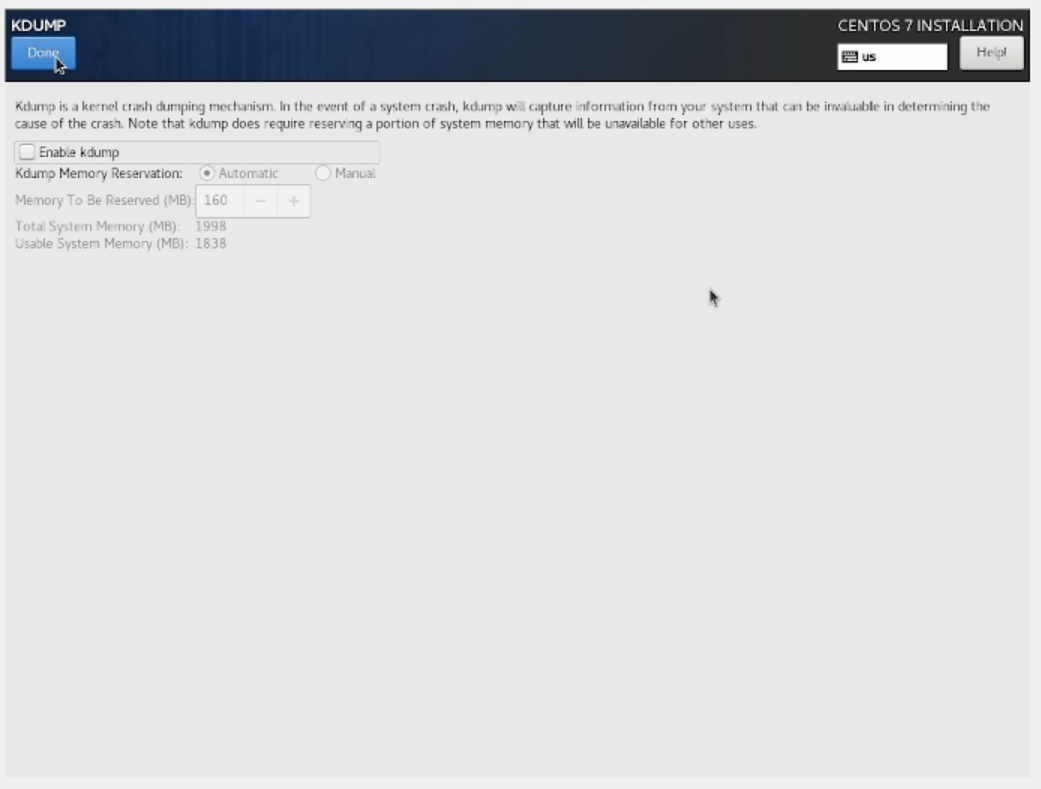 KDUMP
CENTOS 7 INSTALLATION
Done
us
Help!
Kdump is a kernel crash dumping mechanism. In the event of a system crash, kdump will capture information from your system that can be invaluable in determining the
cause of the crash. Note that kdump does require reserving a portion of system memory that will be unavailable for other uses.
Enable kdump
Kdump Memory Reservation: Automatic Manual
Memory To Be Reserved (MB): 160 − +
Total System Memory (MB): 1998
Usable System Memory (MB): 1838